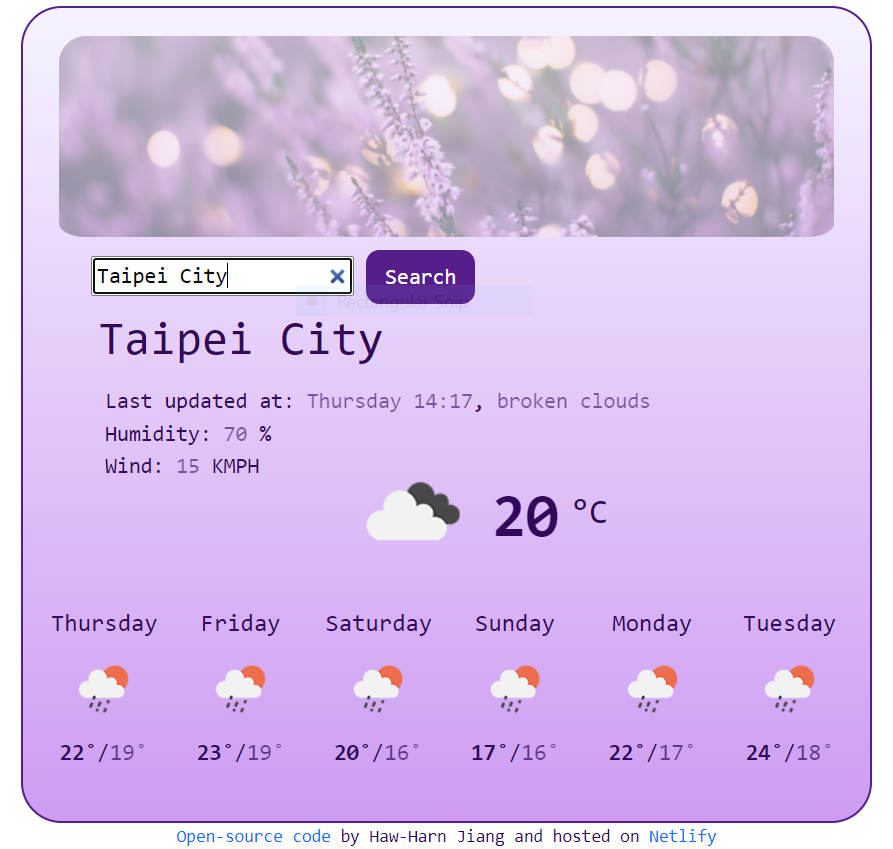 Taipei City
Search
Rectangular Snip
Taipei City
Last updated at: Thursday 14:17, broken clouds
Humidity: 70 %
Wind: 15 KMPH
20 °C
Thursday Friday Saturday Sunday Monday Tuesday
22°/19° 23°/19° 20°/16° 17°/16° 22°/17° 24°/18°
Open-source code by Haw-Harn Jiang and hosted on Netlify